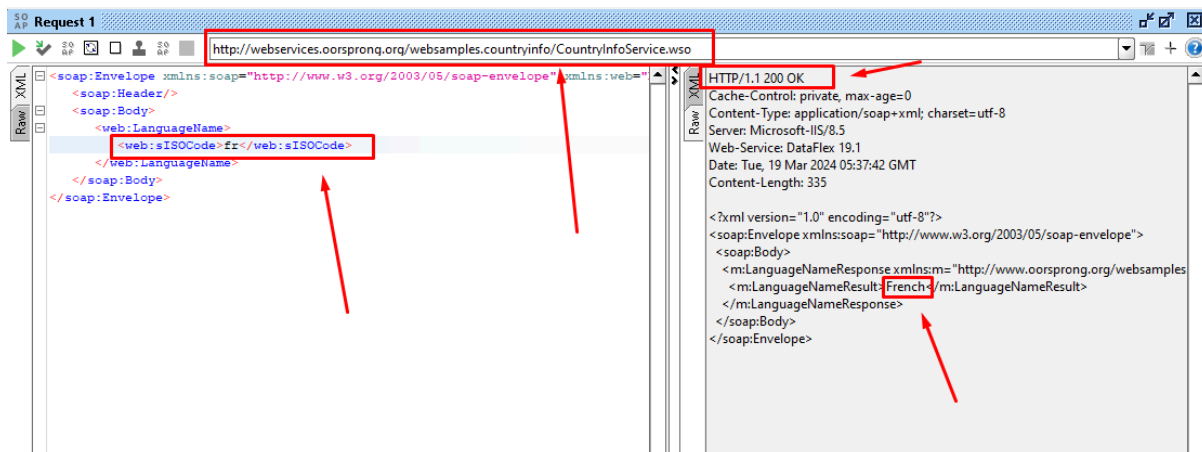 SO AP Request 1
http://webservices.oorsprong.org/websamples.countryinfo/CountryInfoService.wso
XML
Raw
<soap:Envelope xmlns:soap="http://www.w3.org/2003/05/soap-envelope" xmlns:web="
<soap:Header/>
<soap:Body>
<web:LanguageName>
<web:sISOCode>fr</web:sISOCode>
</web:LanguageName>
</soap:Body>
</soap:Envelope>
XML
Raw
HTTP/1.1 200 OK
Cache-Control: private, max-age=0
Content-Type: application/soap+xml; charset=utf-8
Server: Microsoft-IIS/8.5
Web-Service: DataFlex 19.1
Date: Tue, 19 Mar 2024 05:37:42 GMT
Content-Length: 335
<?xml version="1.0" encoding="utf-8"?>
<soap:Envelope xmlns:soap="http://www.w3.org/2003/05/soap-envelope">
<soap:Body>
<m:LanguageNameResponse xmlns:m="http://www.oorsprong.org/websamples
<m:LanguageNameResult>French</m:LanguageNameResult>
</m:LanguageNameResponse>
</soap:Body>
</soap:Envelope>